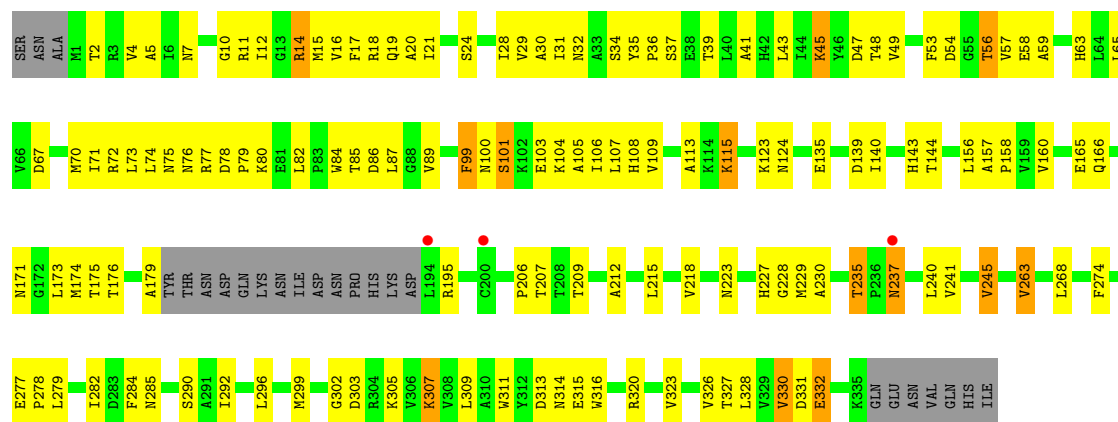 SER ASN ALA M1 T2 R3 V4 A5 I6 N7 G10 R11 I12 G13 R14 M15 V16 F17 R18 Q19 A20 I21 S24 I28 V29 A30 I31 N32 A33 S34 Y35 P36 S37 E38 T39 L40 A41 H42 L43 I44 K45 Y46 D47 T48 V49 F53 D54 G55 T56 V57 E58 A59 H63 L64 L65
V66 D67 M70 I71 R72 L73 L74 N75 N76 R77 D78 P79 K80 E81 L82 P83 W84 T85 D86 L87 G88 V89 F99 N100 S101 K102 E103 K104 A105 I106 L107 H108 V109 A113 K114 K115 K123 N124 E135 D139 I140 H143 T144 L156 A157 P158 V159 V160 E165 Q166
N171 G172 L173 M174 T175 T176 A179 TYR THR ASN ASP GLN LYS ASN ILE ASP ASN PRO HIS LYS ASP L194 R195 C200 P206 T207 T208 T209 A212 L215 V218 N223 H227 G228 M229 A230 T235 P236 N237 L240 V241 V245 V263 L268 F274
E277 P278 L279 I282 D283 F284 N285 S290 A291 I292 L296 M299 G302 D303 R304 K305 V306 K307 V308 L309 A310 W311 Y312 D313 N314 E315 W316 R320 V323 V326 T327 L328 V329 V330 D331 E332 K335 GLN GLU ASN VAL GLN HIS ILE